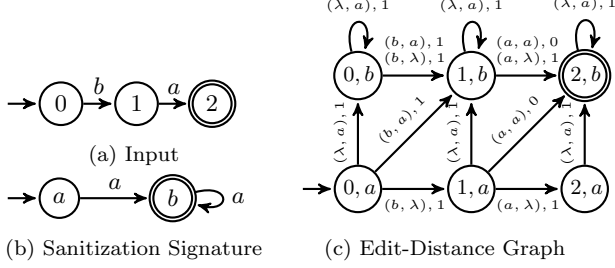 0 b 1 a 2
(a) Input
a a b a
(b) Sanitization Signature
(λ, a), 1 (λ, a), 1 (λ, a), 1
0, b (b, a), 1 (b, λ), 1 1, b (a, a), 0 (a, λ), 1 2, b
(λ, a), 1 (b, a), 1 (λ, a), 1 (a, a), 0 (λ, a), 1
0, a (b, λ), 1 1, a (a, λ), 1 2, a
(c) Edit-Distance Graph